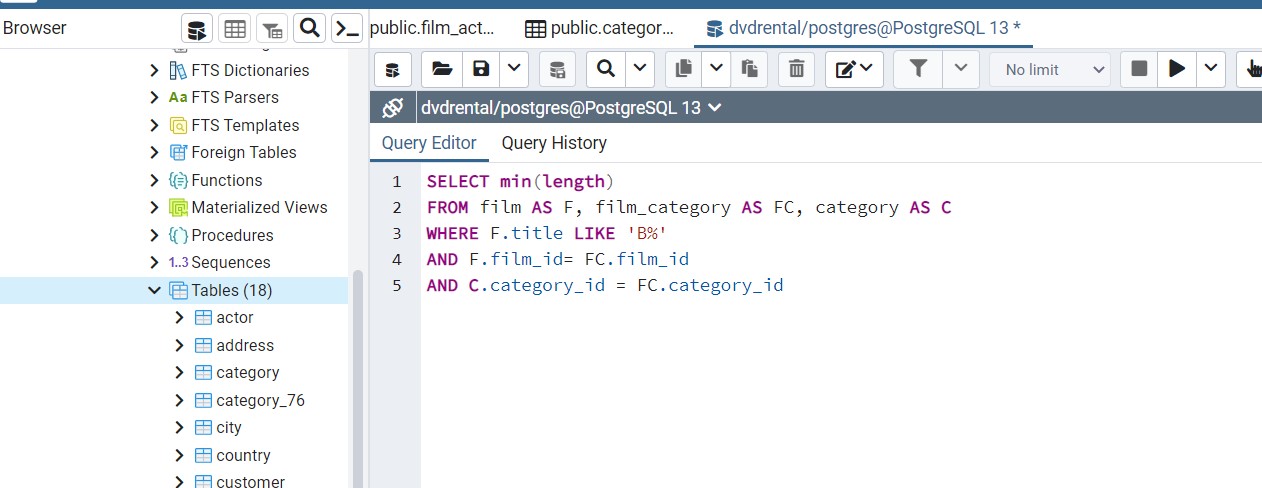 Browser
public.film_act...
public.categor...
dvdrental/postgres@PostgreSQL 13 *
FTS Dictionaries
Aa FTS Parsers
FTS Templates
Foreign Tables
Functions
Materialized Views
Procedures
1..3 Sequences
Tables (18)
actor
address
category
category_76
city
country
customer
No limit
dvdrental/postgres@PostgreSQL 13
Query Editor
Query History
1 SELECT min(length)
2 FROM film AS F, film_category AS FC, category AS C
3 WHERE F.title LIKE 'B%'
4 AND F.film_id= FC.film_id
5 AND C.category_id = FC.category_id